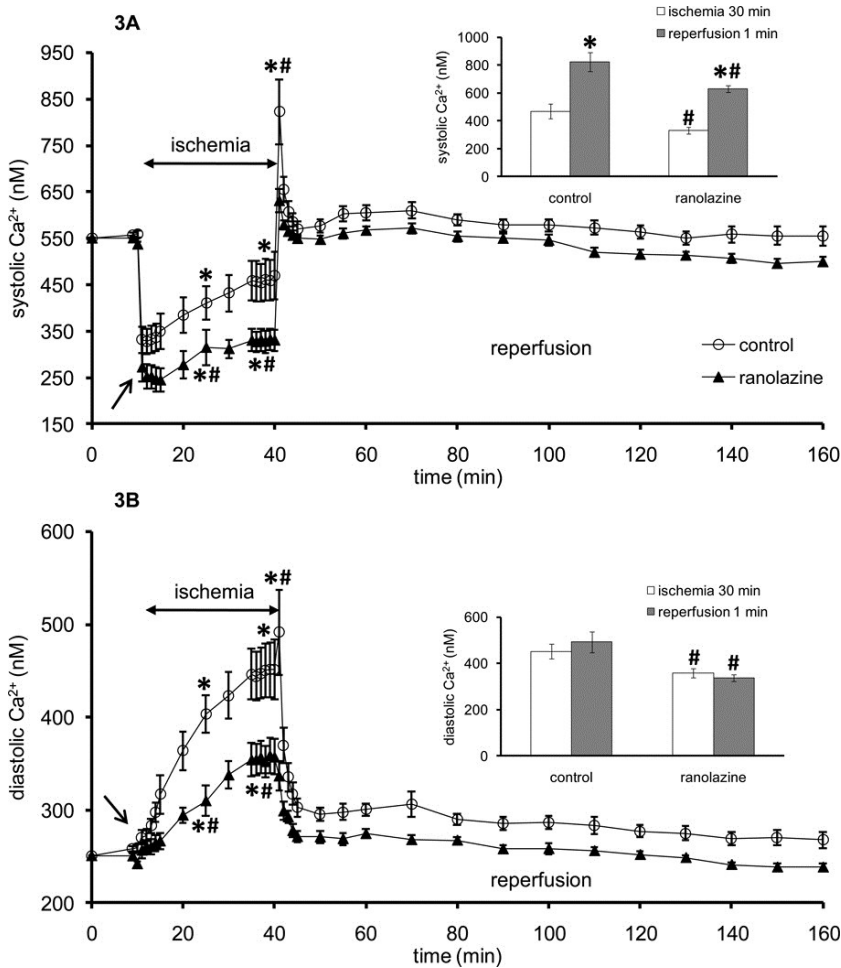 3A
ischemia 30 min
reperfusion 1 min
systolic Ca²⁺ (nM)
1000
800
600
400
200
0
*
#
*#
control
ranolazine
systolic Ca²⁺ (nM)
950
850
750
650
550
450
350
250
150
*#
ischemia
*
*
*#
*#
reperfusion
control
ranolazine
0
20
40
60
80
100
120
140
160
time (min)
3B
ischemia 30 min
reperfusion 1 min
diastolic Ca²⁺ (nM)
600
400
200
0
#
#
control
ranolazine
diastolic Ca²⁺ (nM)
600
500
400
300
200
*#
ischemia
*
*
*#
*#
reperfusion
0
20
40
60
80
100
120
140
160
time (min)